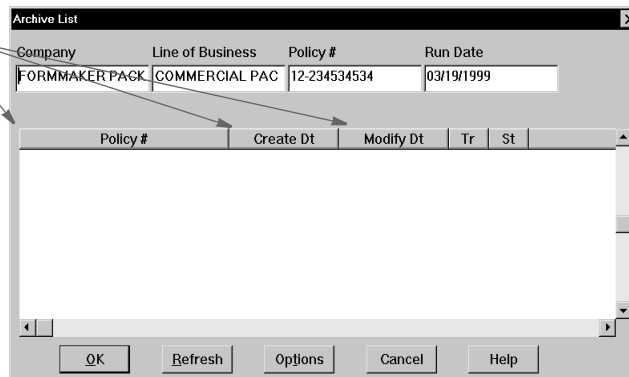 Archive List
Company Line of Business Policy # Run Date
FORMMAKER PACK COMMERCIAL PAC 12-234534534 03/19/1999
Policy # Create Dt Modify Dt Tr St
OK Refresh Options Cancel Help